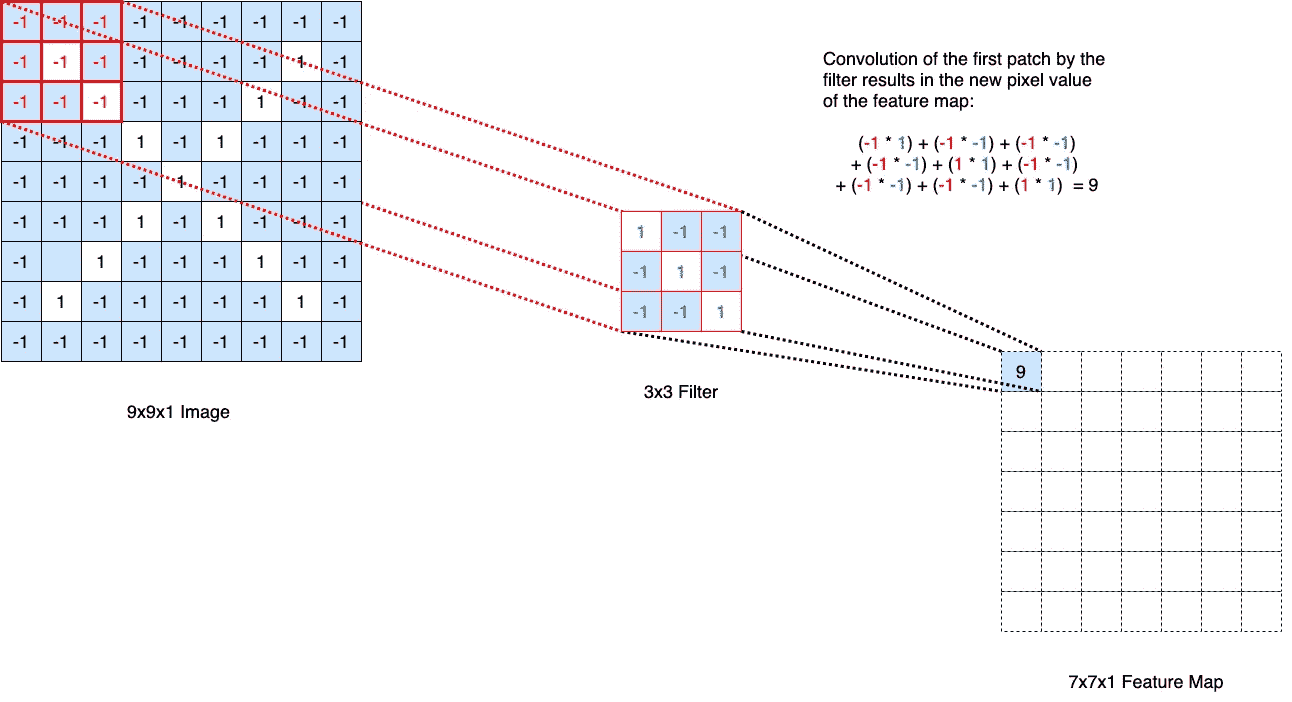 -1 -1 -1 -1 -1 -1 -1 -1 -1
-1 -1 -1 -1 -1 -1 -1 1 -1
-1 -1 -1 -1 -1 -1 1 -1 -1
-1 -1 -1 1 -1 1 -1 -1 -1
-1 -1 -1 -1 1 -1 -1 -1 -1
-1 -1 -1 1 -1 1 -1 -1 -1
-1 1 -1 -1 -1 1 -1 -1
-1 1 -1 -1 -1 -1 -1 1 -1
-1 -1 -1 -1 -1 -1 -1 -1 -1
9x9x1 Image
1 -1 -1
-1 1 -1
-1 -1 1
3x3 Filter
Convolution of the first patch by the
filter results in the new pixel value
of the feature map:
(-1 * 1) + (-1 * -1) + (-1 * -1)
+ (-1 * -1) + (1 * 1) + (-1 * -1)
+ (-1 * -1) + (-1 * -1) + (1 * 1) = 9
9
7x7x1 Feature Map